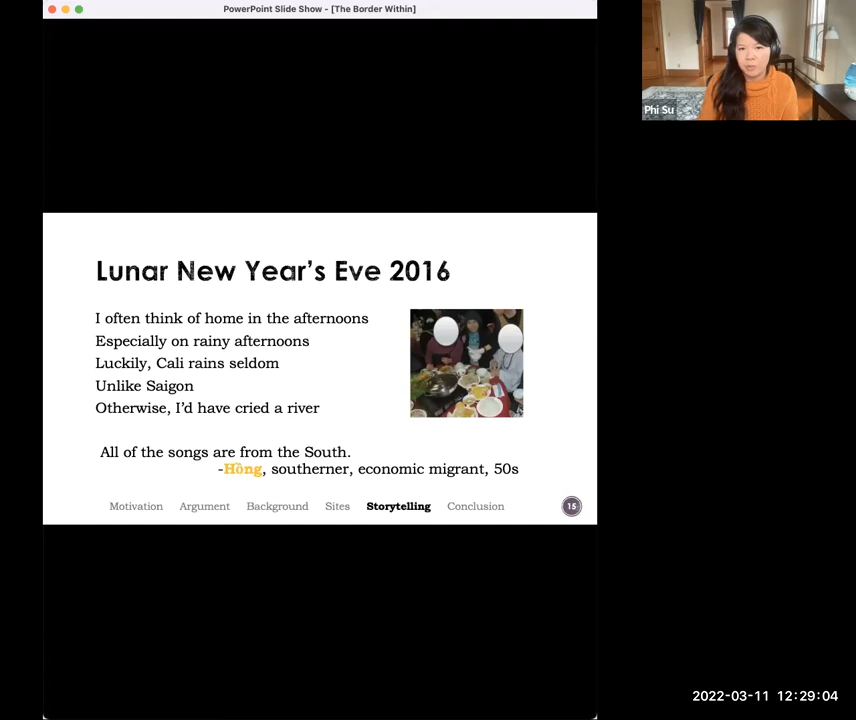 PowerPoint Slide Show - [The Border Within]
Phi Su
Lunar New Year's Eve 2016
I often think of home in the afternoons
Especially on rainy afternoons
Luckily, Cali rains seldom
Unlike Saigon
Otherwise, I'd have cried a river
All of the songs are from the South.
-Hồng, southerner, economic migrant, 50s
Motivation Argument Background Sites Storytelling Conclusion 15
2022-03-11 12:29:04